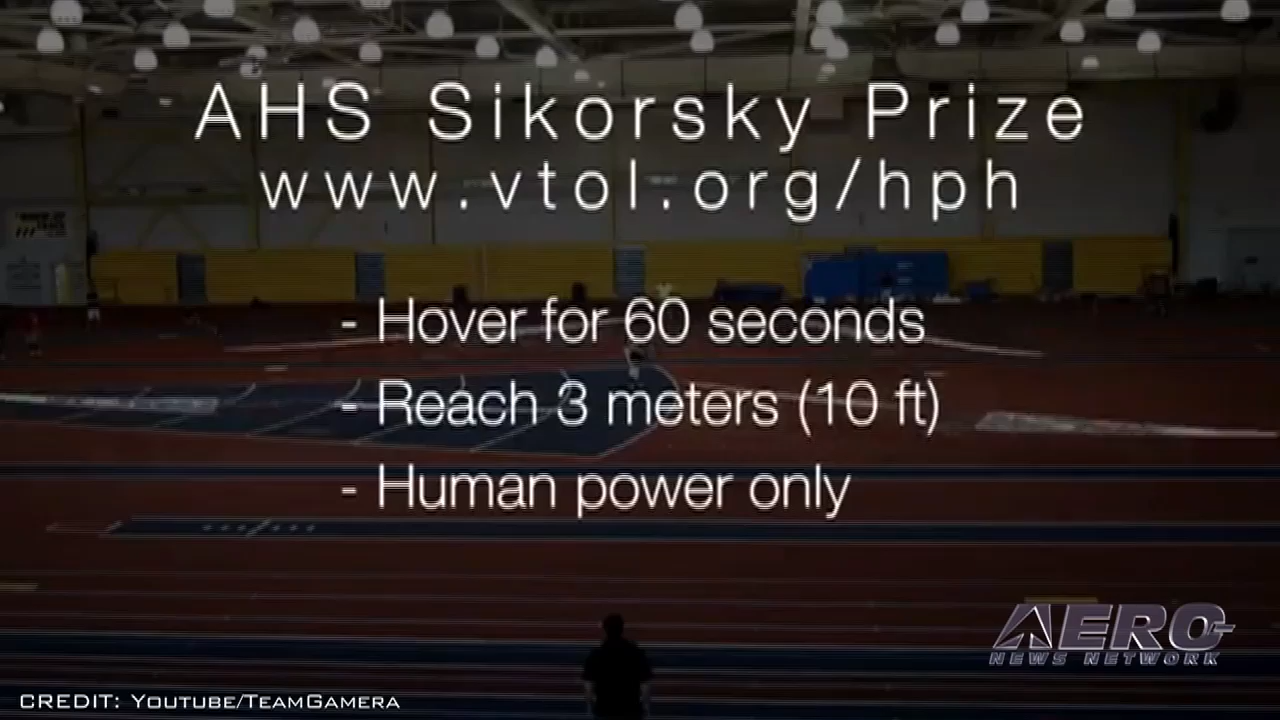 AHS Sikorsky Prize
www.vtol.org/hph
- Hover for 60 seconds
- Reach 3 meters (10 ft)
- Human power only
AERO
NEWS NETWORK
CREDIT: YOUTUBE/TEAMGAMERA